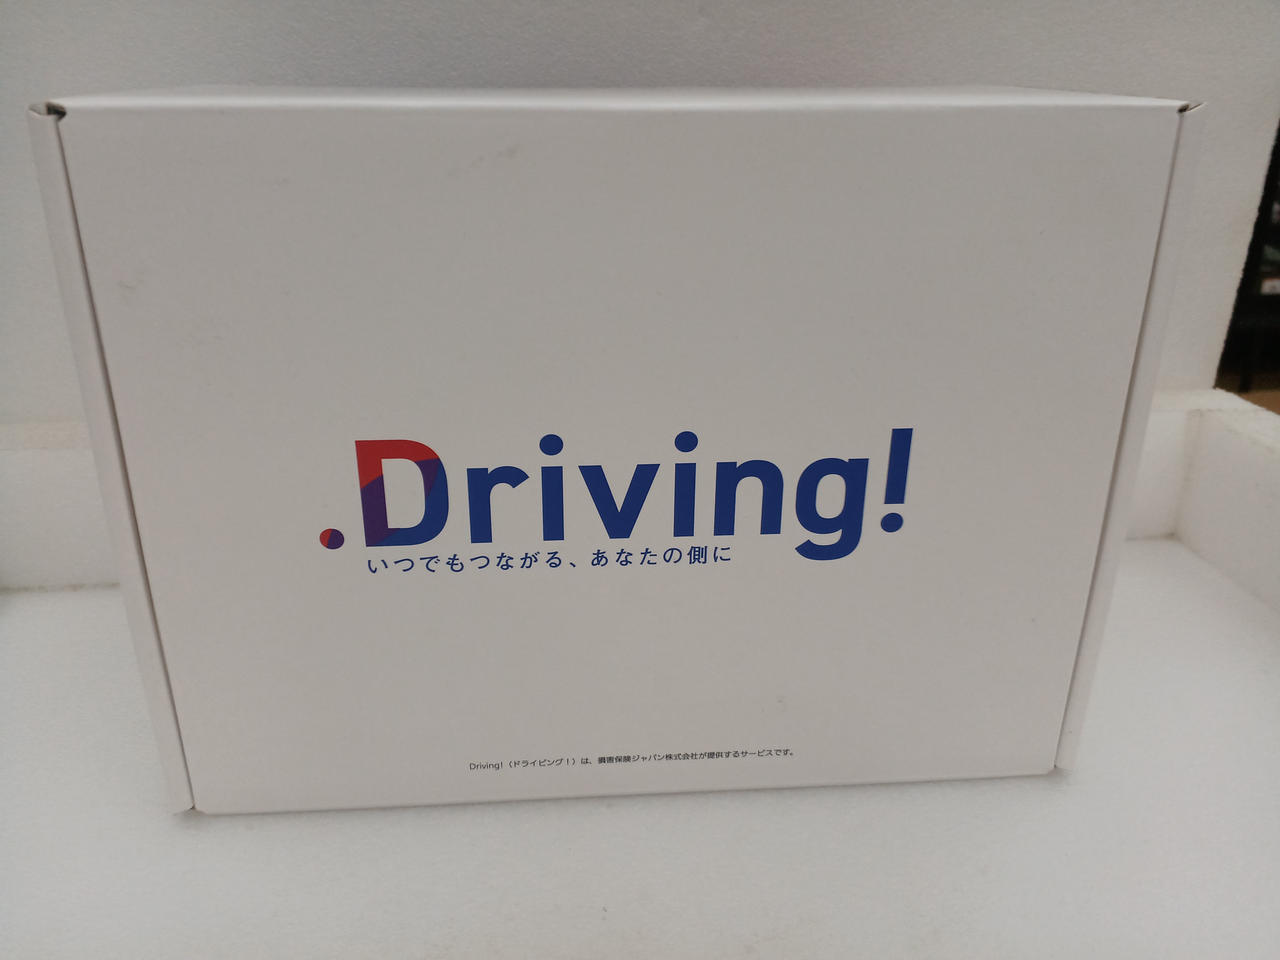 .Driving!
いつでもつながる、あなたの側に
Driving!（ドライビング！）は、損害保険ジャパン株式会社が提供するサービスです。